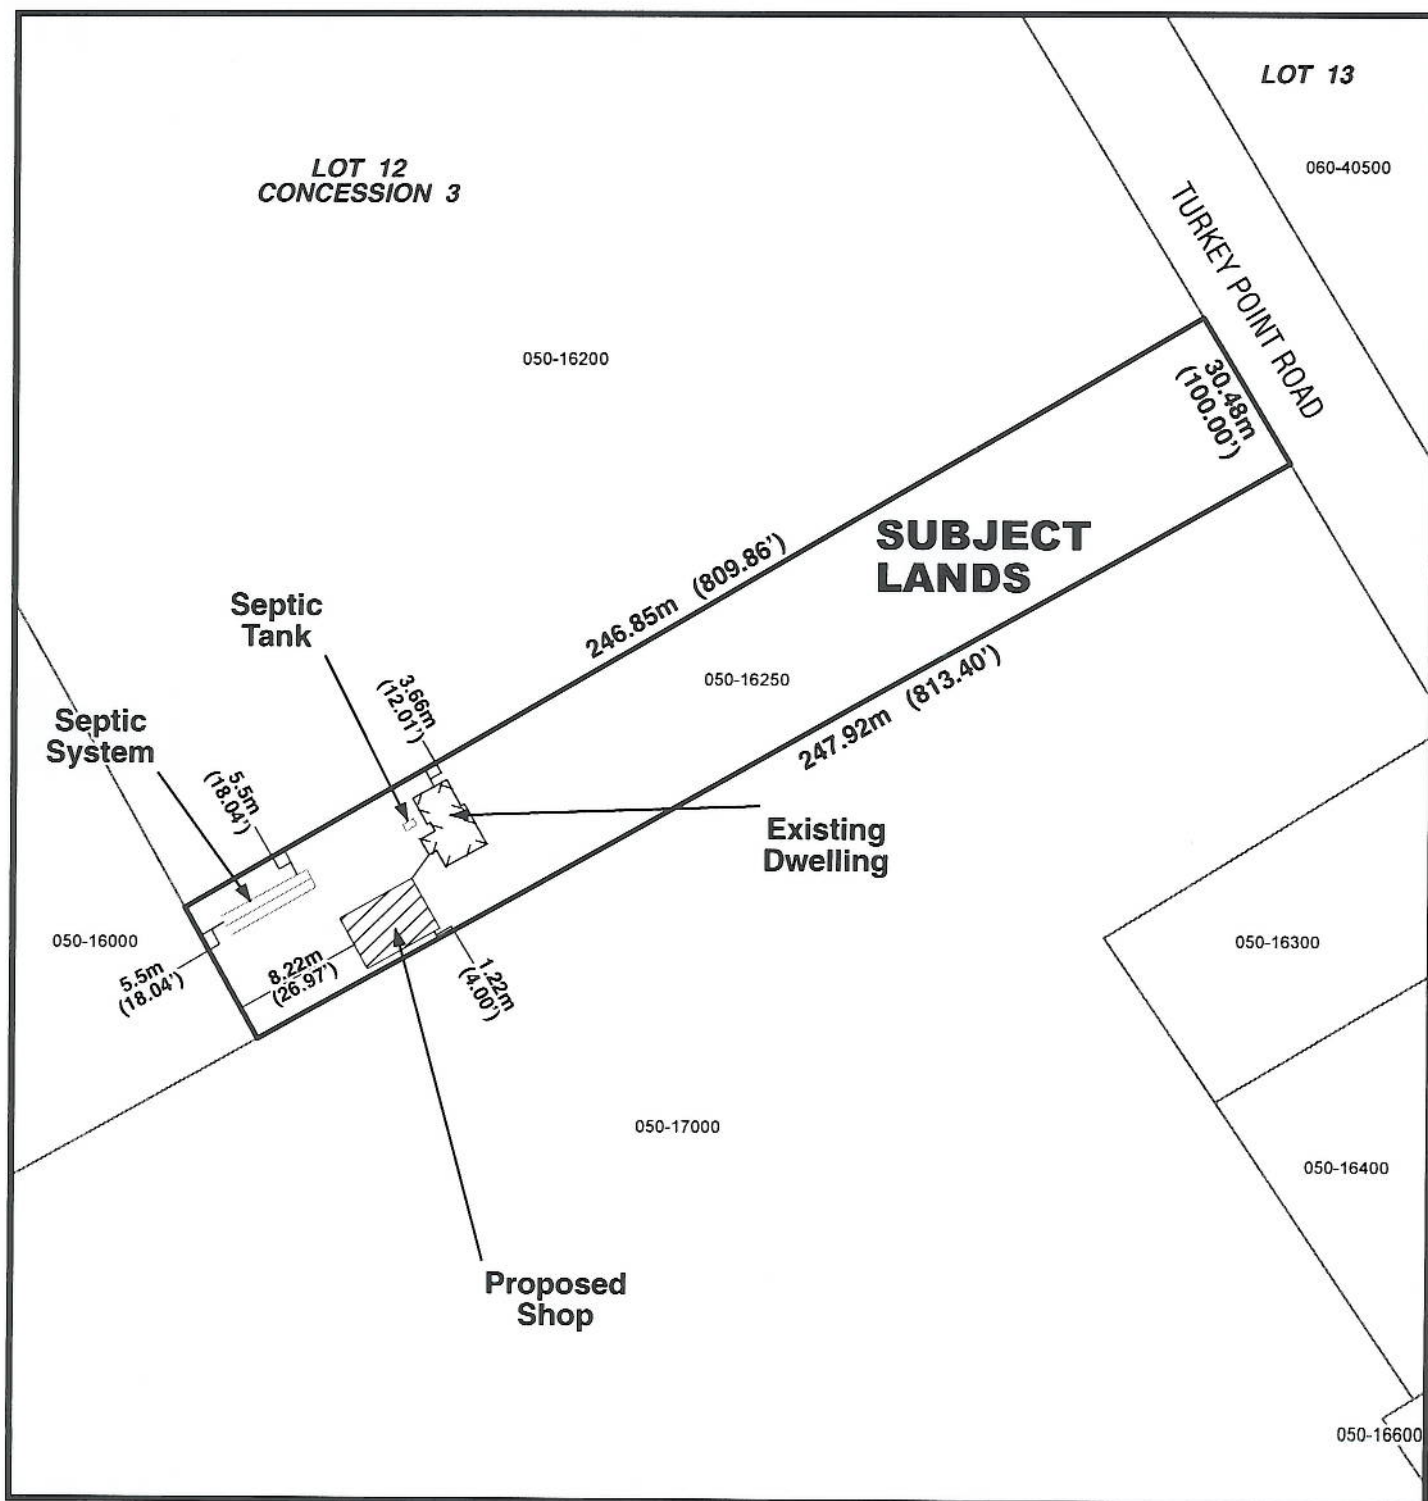 LOT 13
LOT 12
CONCESSION 3
060-40500
TURKEY POINT ROAD
050-16200
30.48m
(100.00')
SUBJECT
LANDS
246.85m (809.86')
Septic
Tank
050-16250
247.92m (813.40')
3.66m
(12.01')
Septic
System
5.5m
(18.04')
Existing
Dwelling
050-16000
5.5m
(18.04')
8.22m
(26.97')
1.22m
(4.00')
050-16300
050-17000
050-16400
Proposed
Shop
050-16600